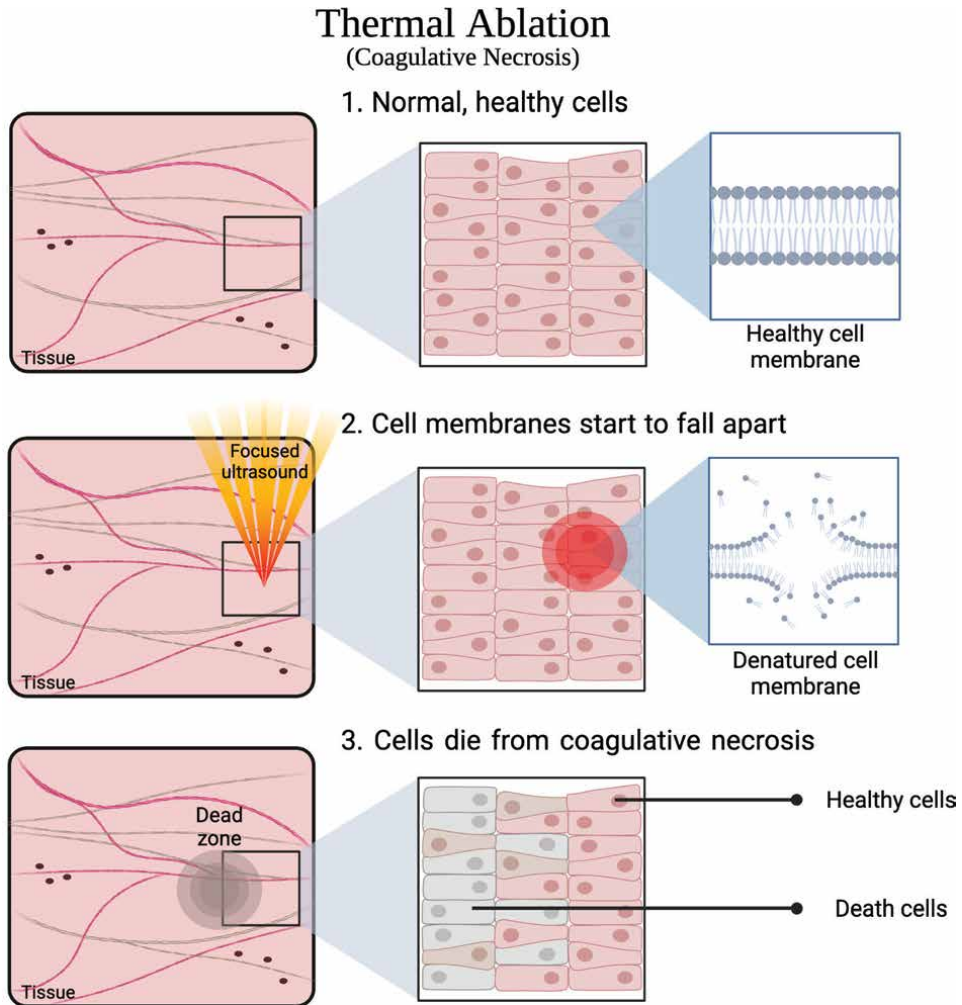 Thermal Ablation
(Coagulative Necrosis)
1. Normal, healthy cells
Tissue
Healthy cell
membrane
2. Cell membranes start to fall apart
Focused
ultrasound
Tissue
Denatured cell
membrane
3. Cells die from coagulative necrosis
Dead
zone
Tissue
Healthy cells
Death cells